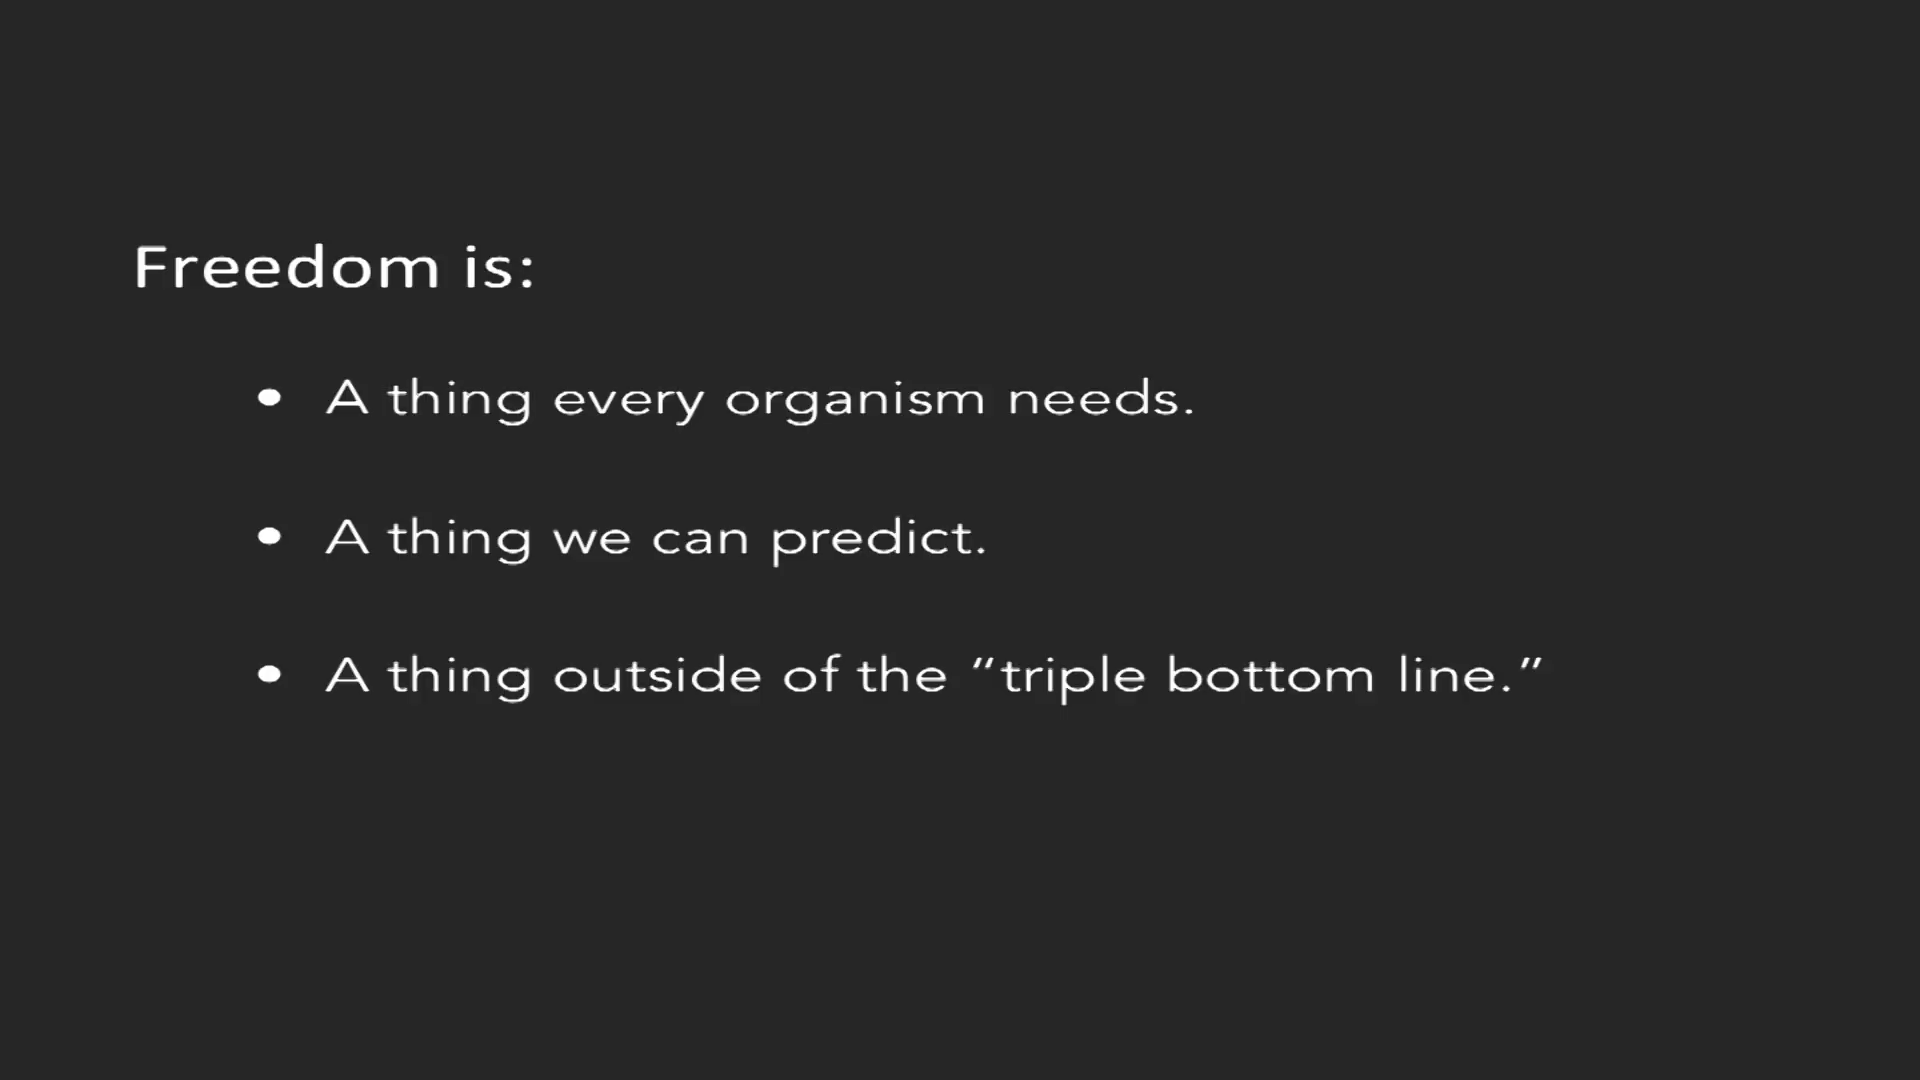 Freedom is:
• A thing every organism needs.
• A thing we can predict.
• A thing outside of the “triple bottom line.”